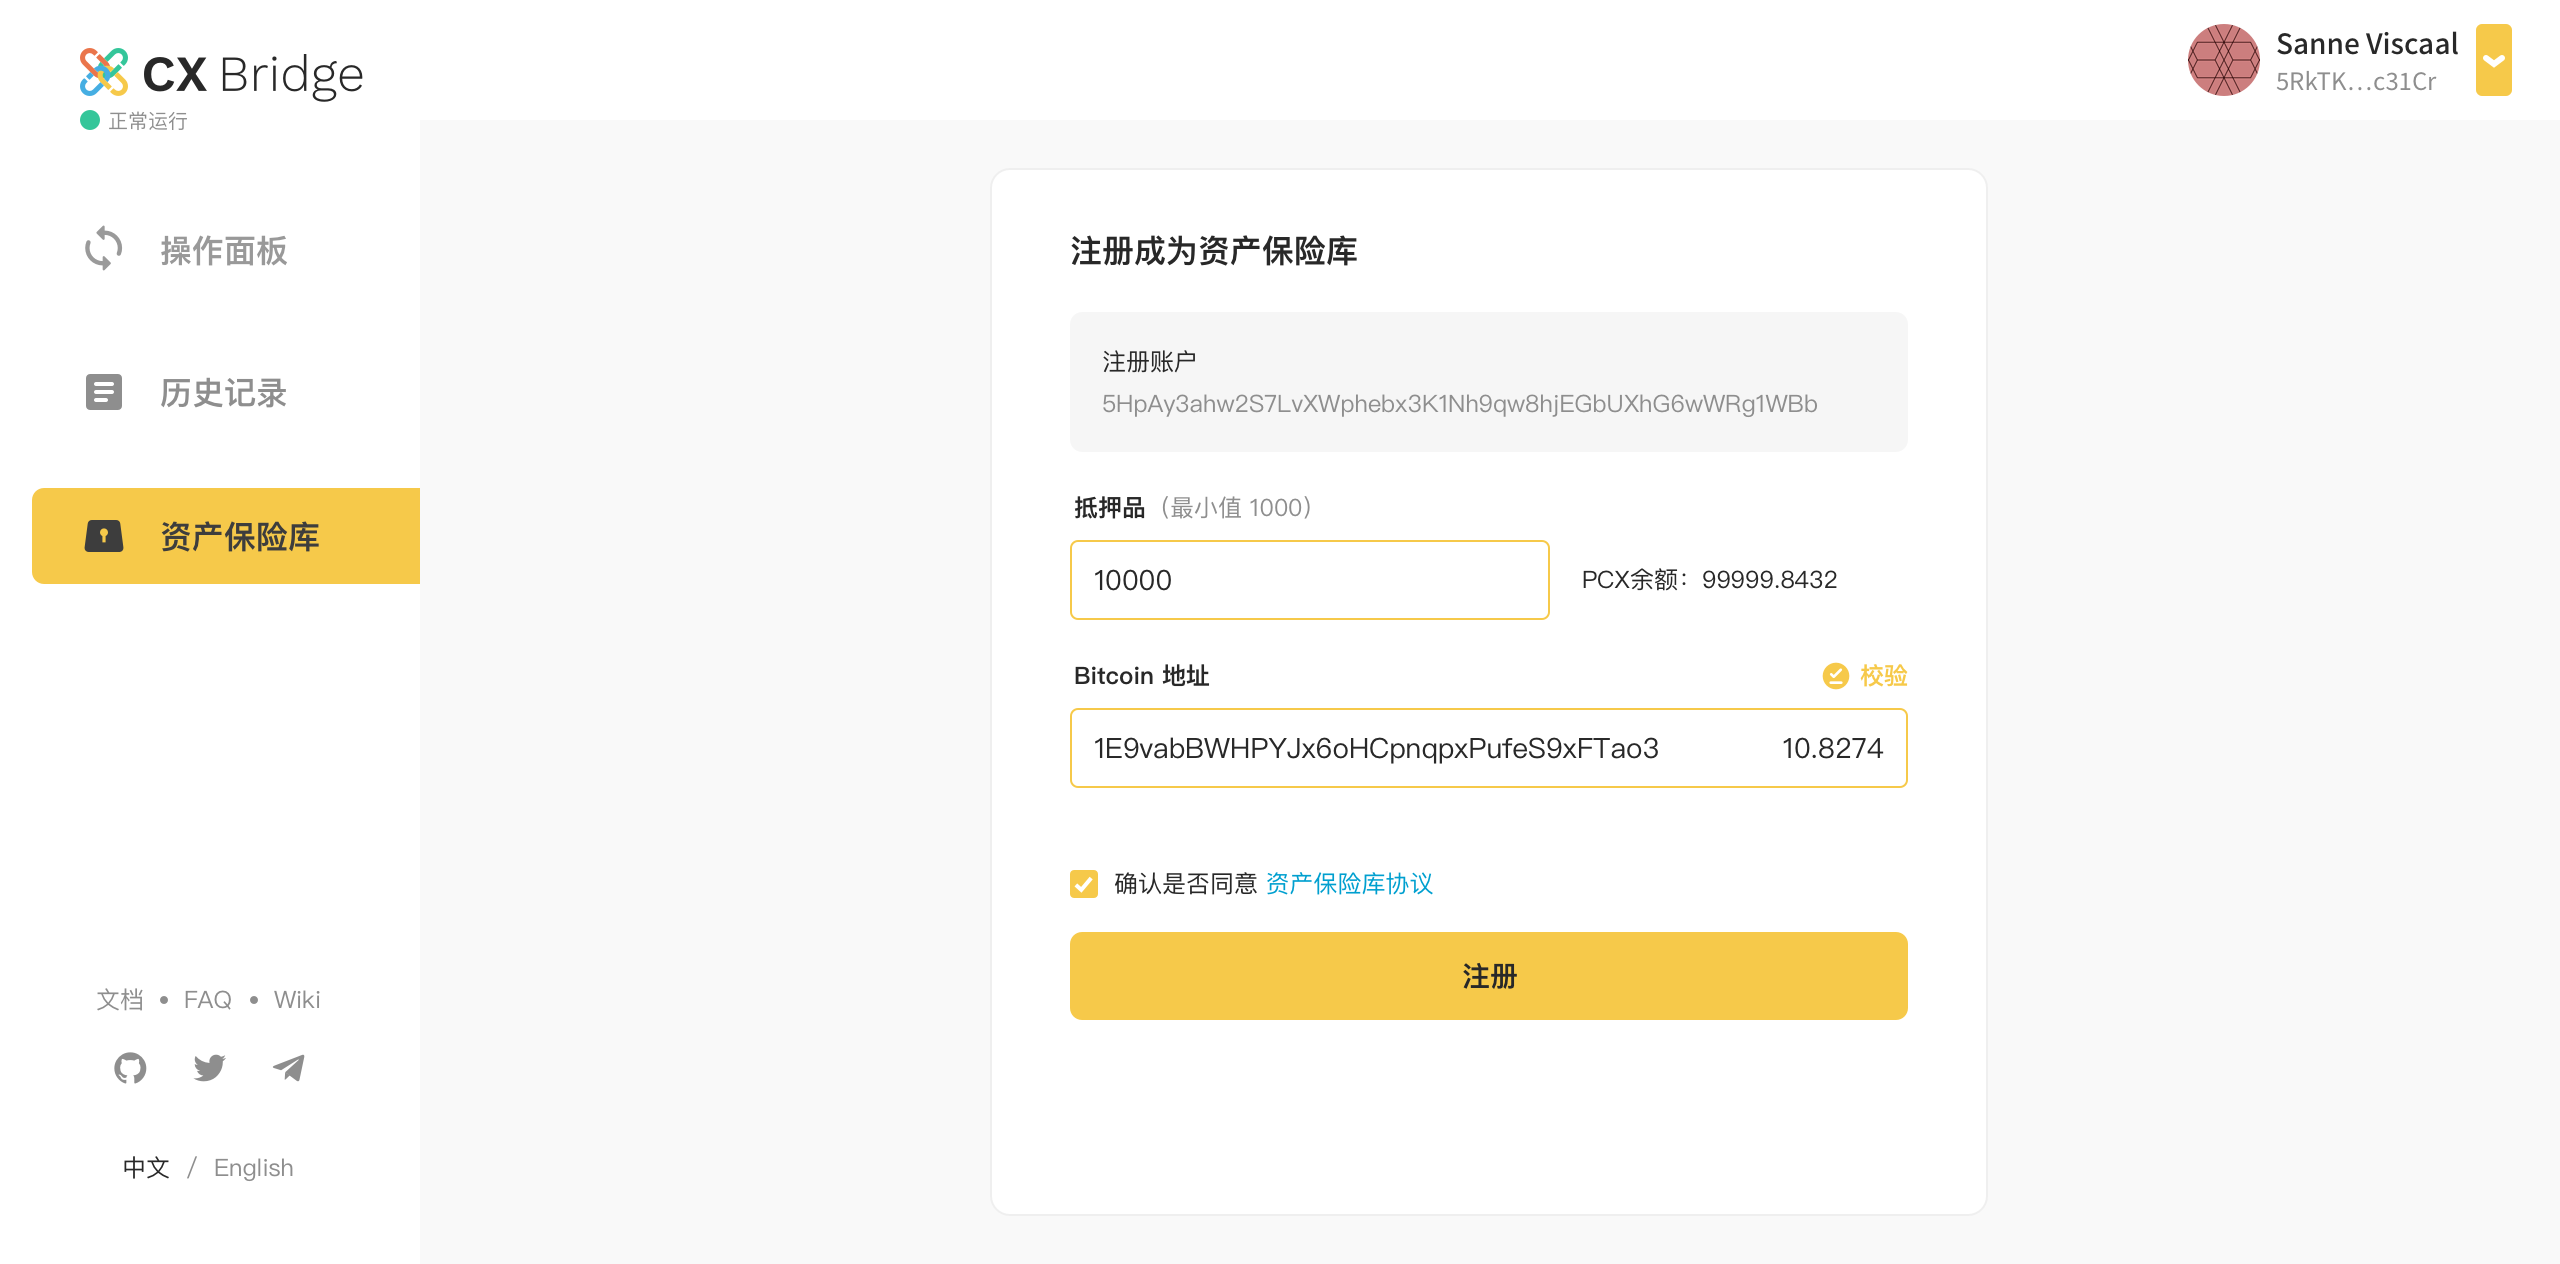 CX Bridge
正常运行
操作面板
历史记录
资产保险库
文档 • FAQ • Wiki
中文 / English
Sanne Viscaal
5RkTK...c31Cr
注册成为资产保险库
注册账户
5HpAy3ahw2S7LvXWphebx3K1Nh9qw8hjEGbUXhG6wWRg1WBb
抵押品（最小值 1000）
10000
PCX余额：99999.8432
Bitcoin 地址
校验
1E9vabBWHPYJx6oHCpnqpxPufeS9xFTao3 10.8274
确认是否同意 资产保险库协议
注册